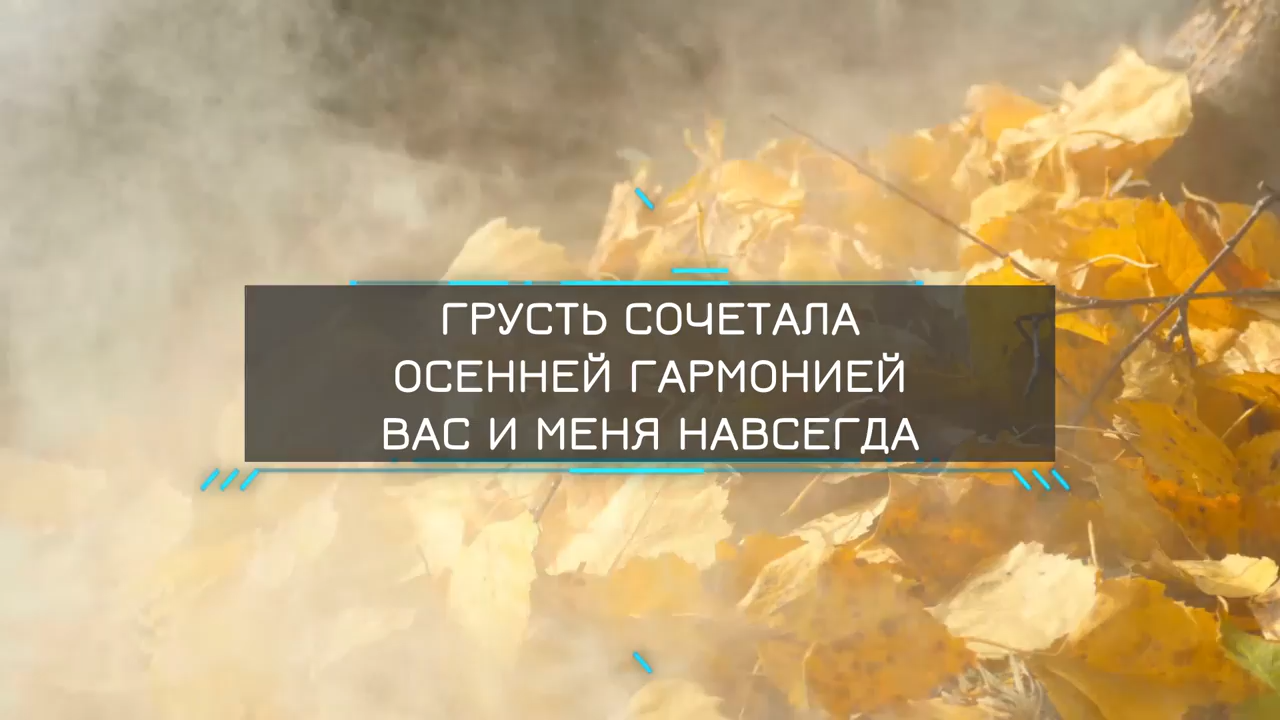 ГРУСТЬ СОЧЕТАЛА
ОСЕННЕЙ ГАРМОНИЕЙ
ВАС И МЕНЯ НАВСЕГДА